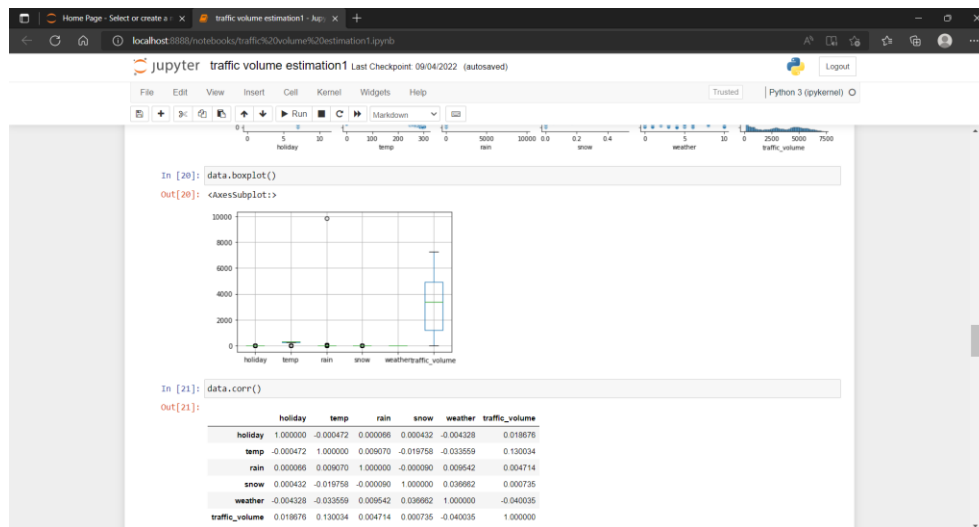 Home Page - Select or create a n
traffic volume estimation1 - Jup
localhost:8888/notebooks/traffic%20volume%20estimation1.ipynb
jupyter traffic volume estimation1 Last Checkpoint: 09/04/2022 (autosaved)
Logout
File Edit View Insert Cell Kernel Widgets Help
Trusted
Python 3 (ipykernel)
Run
Markdown
0 0 0 0 0 0
0 5 10 0 100 200 300 0 5000 10000 0.0 0.2 0.4 0 5 10 0 2500 5000 7500
holiday temp rain snow weather traffic_volume
In [20]: data.boxplot()
Out[20]: <AxesSubplot:>
10000
8000
6000
4000
2000
0
holiday temp rain snow weather traffic_volume
In [21]: data.corr()
Out[21]:
holiday temp rain snow weather traffic_volume
holiday 1.000000 -0.000472 0.000066 0.000432 -0.004328 0.018676
temp -0.000472 1.000000 0.009070 -0.019758 -0.033559 0.130034
rain 0.000066 0.009070 1.000000 -0.000090 0.009542 0.004714
snow 0.000432 -0.019758 -0.000090 1.000000 0.036662 0.000735
weather -0.004328 -0.033559 0.009542 0.036662 1.000000 -0.040035
traffic_volume 0.018676 0.130034 0.004714 0.000735 -0.040035 1.000000